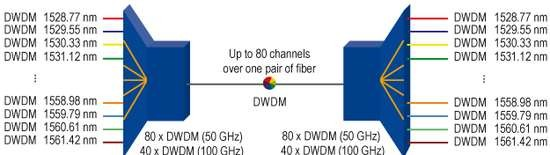 DWDM 1528.77 nm
DWDM 1529.55 nm
DWDM 1530.33 nm
DWDM 1531.12 nm
...
DWDM 1558.98 nm
DWDM 1559.79 nm
DWDM 1560.61 nm
DWDM 1561.42 nm
80 x DWDM (50 GHz)
40 x DWDM (100 GHz)
Up to 80 channels
over one pair of fiber
DWDM
80 x DWDM (50 GHz)
40 x DWDM (100 GHz)
DWDM 1528.77 nm
DWDM 1529.55 nm
DWDM 1530.33 nm
DWDM 1531.12 nm
...
DWDM 1558.98 nm
DWDM 1559.79 nm
DWDM 1560.61 nm
DWDM 1561.42 nm